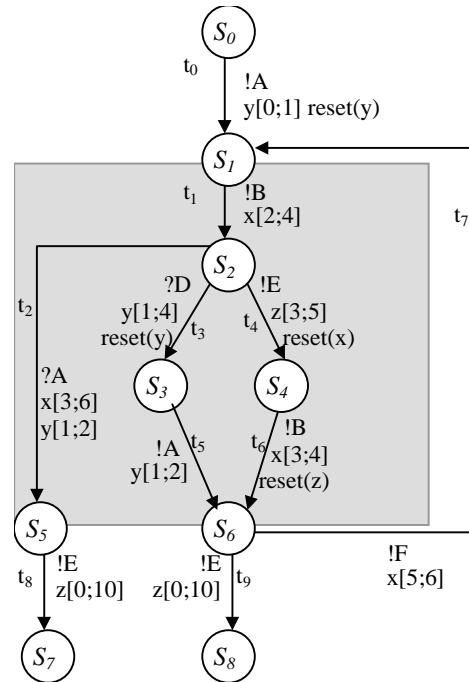 S0
t0
!A
y[0;1] reset(y)
S1
t1
!B
x[2;4]
t7
S2
?D
y[1;4]
reset(y)
t3
!E
z[3;5]
t4
reset(x)
t2
?A
x[3;6]
y[1;2]
S3
S4
!A
y[1;2]
t5
t6
!B
x[3;4]
reset(z)
S5
S6
t8
!E
z[0;10]
!E
z[0;10]
t9
!F
x[5;6]
S7
S8